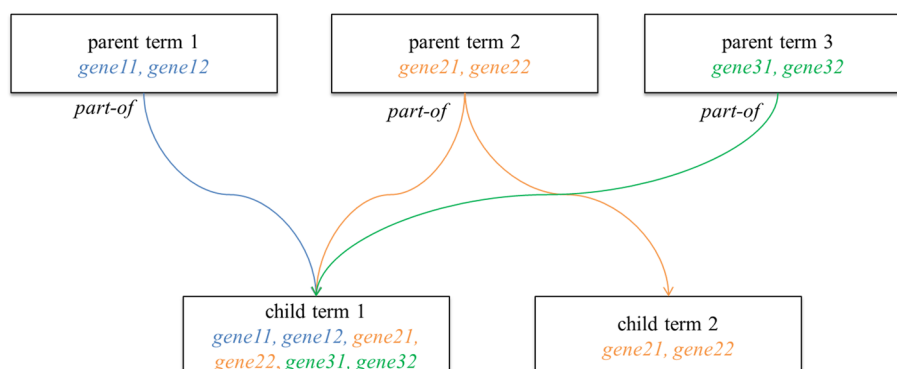 parent term 1
gene11, gene12
parent term 2
gene21, gene22
parent term 3
gene31, gene32
part-of
part-of
part-of
child term 1
gene11, gene12, gene21,
gene22, gene31, gene32
child term 2
gene21, gene22